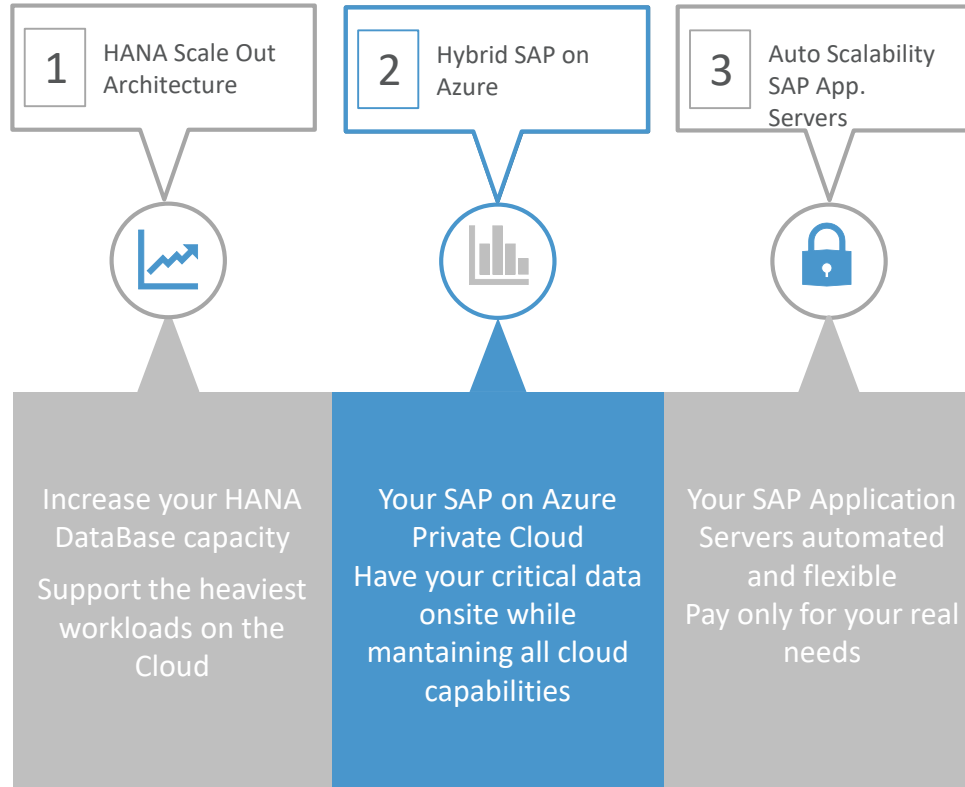 1
HANA Scale Out
Architecture
2
Hybrid SAP on
Azure
3
Auto Scalability
SAP App.
Servers
Increase your HANA
DataBase capacity
Support the heaviest
workloads on the
Cloud
Your SAP on Azure
Private Cloud
Have your critical data
onsite while
mantaining all cloud
capabilities
Your SAP Application
Servers automated
and flexible
Pay only for your real
needs